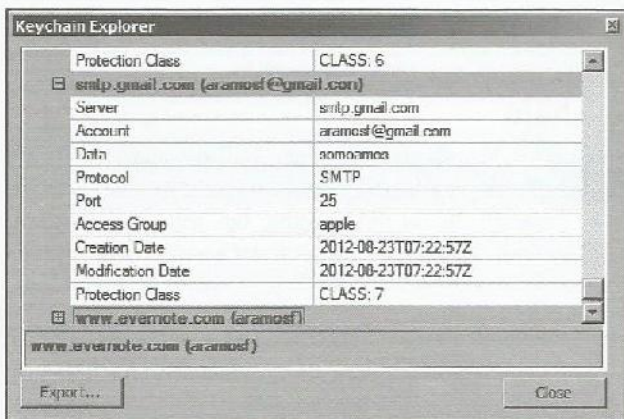 Keychain Explorer
Protection Class CLASS: 6
smtp.gmail.com (aramosf@gmail.com)
Server smtp.gmail.com
Account aramosf@gmail.com
Data
Protocol SMTP
Port 25
Access Group apple
Creation Date 2012-08-23T07:22:57Z
Modification Date 2012-08-23T07:22:57Z
Protection Class CLASS: 7
www.evernote.com (aramosf)
www.evernote.com (aramosf)
Export... Close